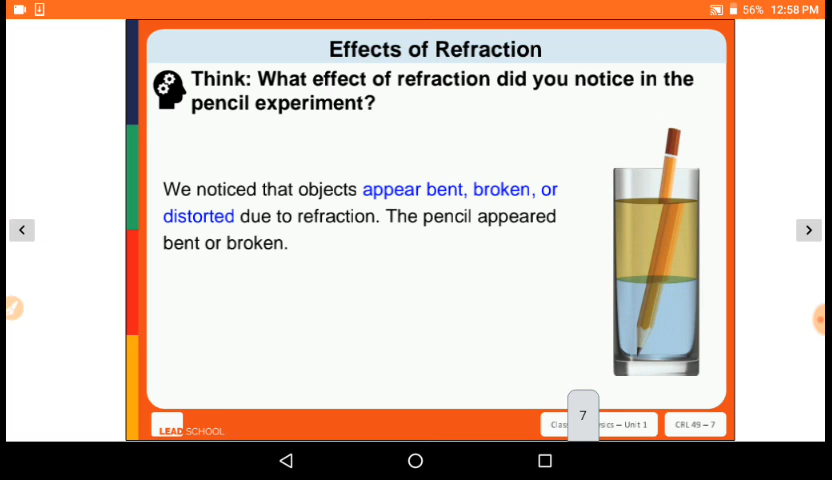 56% 12:58 PM
Effects of Refraction
Think: What effect of refraction did you notice in the
pencil experiment?
We noticed that objects appear bent, broken, or
distorted due to refraction. The pencil appeared
bent or broken.
7
LEAD SCHOOL
– Unit 1
CRL 49 – 7